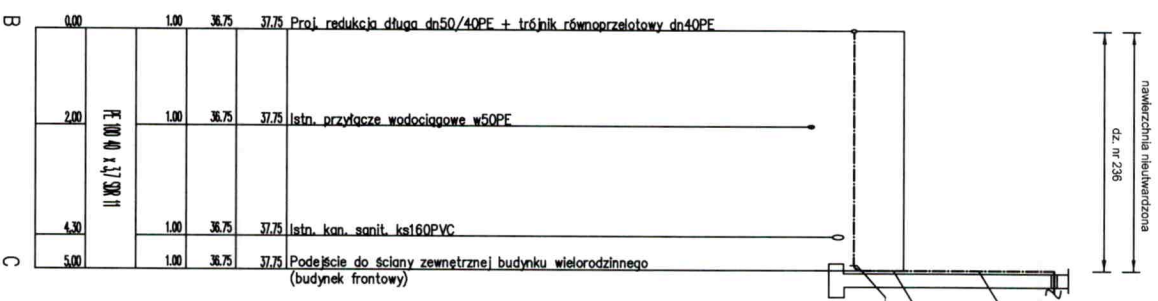 B 0,00 1.00 36.75 37.75 Proj. redukcja długa dn50/40PE + trójnik równoprzelotowy dn40PE
2,00 1.00 36.75 37.75 Istn. przyłącze wodociągowe w50PE
PE 100 40 x 3,7 SDR 11
4,30 1.00 36.75 37.75 Istn. kan. sanit. ks160PVC
C 5,00 1.00 36.75 37.75 Podejście do ściany zewnętrznej budynku wielorodzinnego
(budynek frontowy)
dz. nr 236
nawierzchnia nieutwardzona